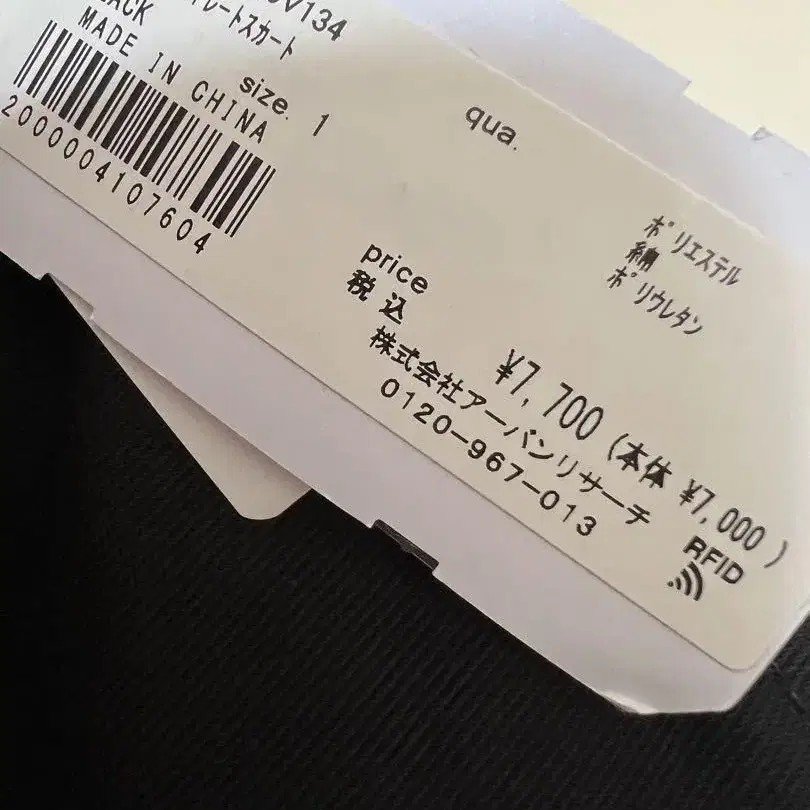 V134
レートスカート
BLACK
MADE IN CHINA
size. 1
2000004107604
qua.
ポリエステル
綿
ポリウレタン
price
税込
¥7,700 (本体 ¥7,000 )
株式会社アーバンリサーチ
0120-967-013
RFID